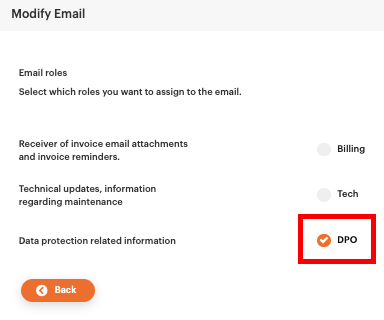 Modify Email
Email roles
Select which roles you want to assign to the email.
Receiver of invoice email attachments
and invoice reminders.
Billing
Technical updates, information
regarding maintenance
Tech
Data protection related information
DPO
Back